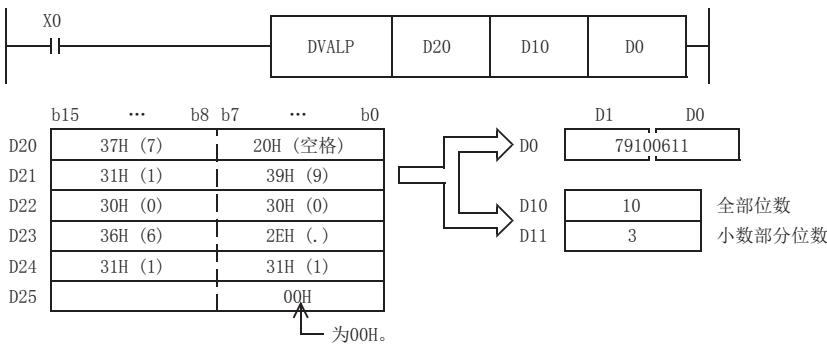 X0
DVALP D20 D10 D0
b15 ··· b8 b7 ··· b0
D1 D0
D20 37H (7) 20H (空格)
D0 79100611
D21 31H (1) 39H (9)
D22 30H (0) 30H (0)
D10 10 全部位数
D23 36H (6) 2EH (.)
D11 3 小数部分位数
D24 31H (1) 31H (1)
D25 00H
为00H。